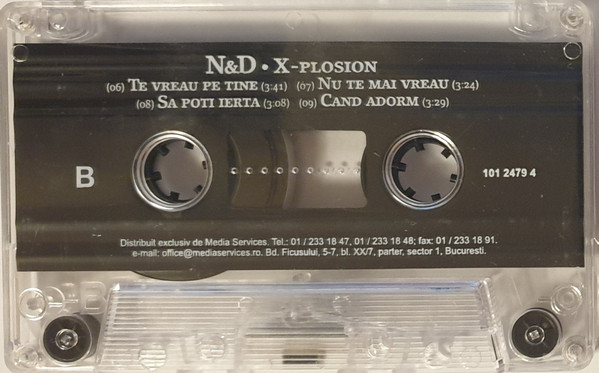 N&D • X-PLOSION
(06) TE VREAU PE TINE (3:41) (07) NU TE MAI VREAU (3:24)
(08) SA POTI IERTA (3:08) (09) CAND ADORM (3:29)
B
101 2479 4
Distribuit exclusiv de Media Services. Tel.: 01 / 233 18 47, 01 / 233 18 48; fax: 01 / 233 18 91.
e-mail: office@mediaservices.ro. Bd. Ficusului, 5-7, bl. XX/7, parter, sector 1, Bucuresti.
B